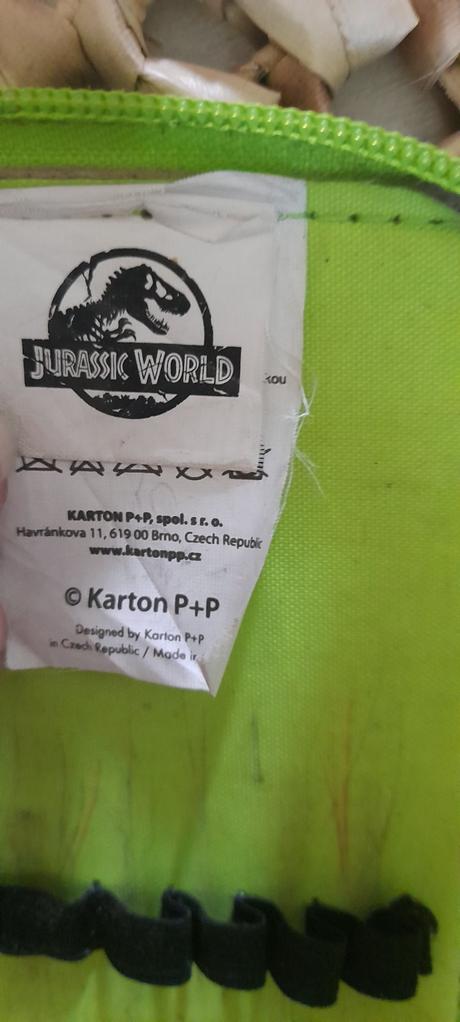 JURASSIC WORLD
kou
KARTON P+P, spol. s r. o.
Havránkova 11, 619 00 Brno, Czech Republic
www.kartonpp.cz
© Karton P+P
Designed by Karton P+P
in Czech Republic / Made in